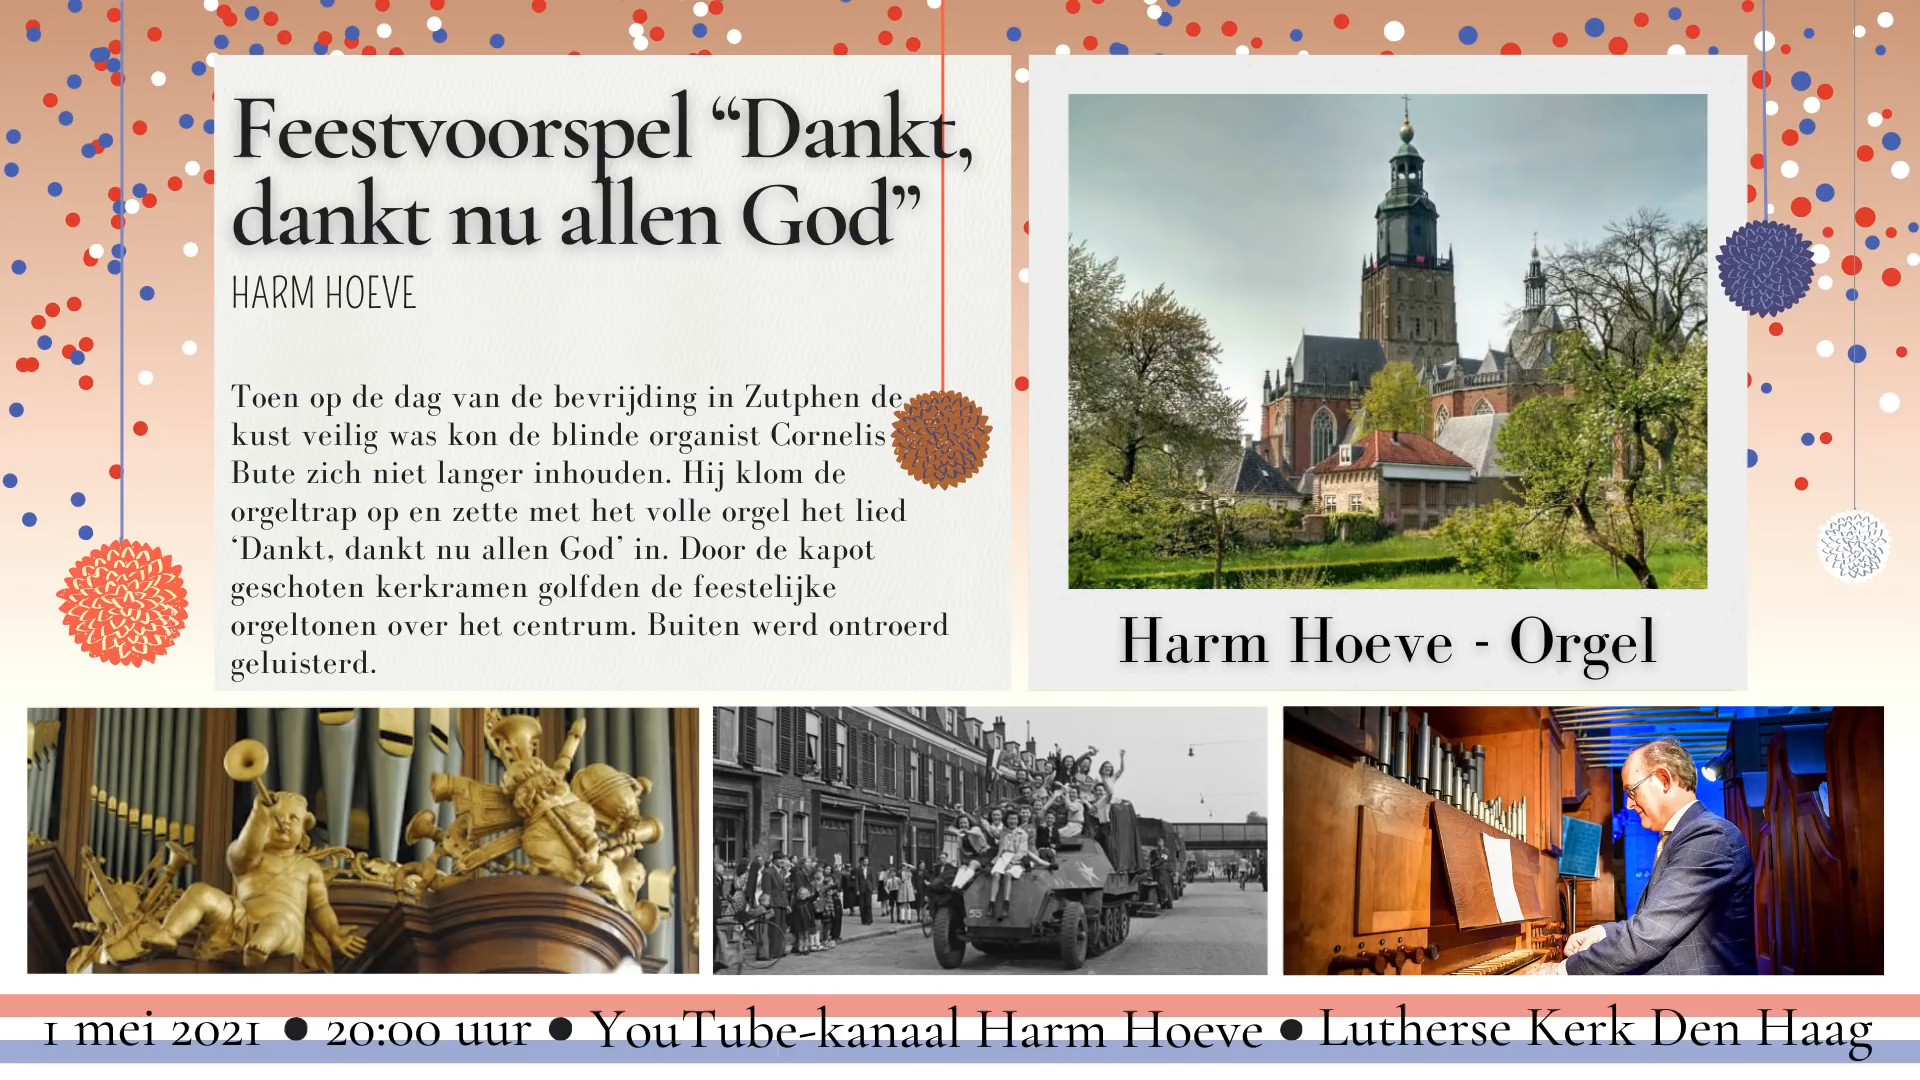 Feestvoorspel “Dankt,
dankt nu allen God”
HARM HOEVE
Toen op de dag van de bevrijding in Zutphen de
kust veilig was kon de blinde organist Cornelis
Bute zich niet langer inhouden. Hij klom de
orgeltrap op en zette met het volle orgel het lied
‘Dankt, dankt nu allen God’ in. Door de kapot
geschoten kerkramen golfden de feestelijke
orgeltonen over het centrum. Buiten werd ontroerd
geluisterd.
Harm Hoeve - Orgel
55
1 mei 2021 ● 20:00 uur ● YouTube-kanaal Harm Hoeve ● Lutherse Kerk Den Haag